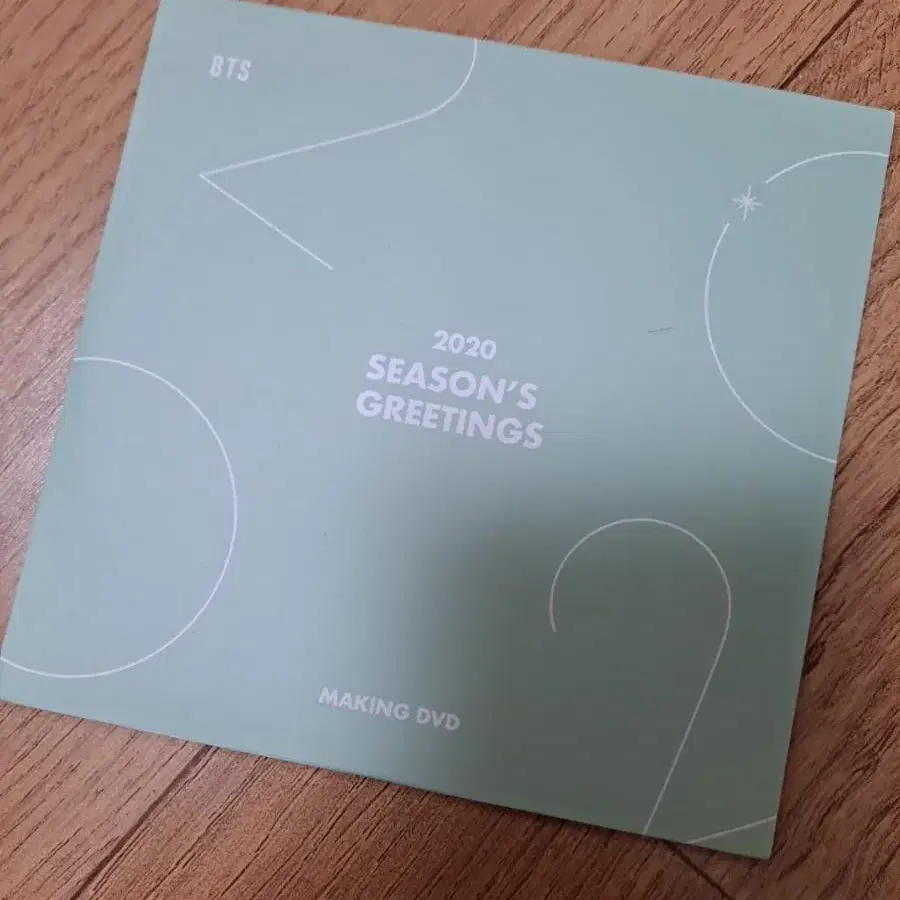 BTS
2020
SEASON'S
GREETINGS
MAKING DVD